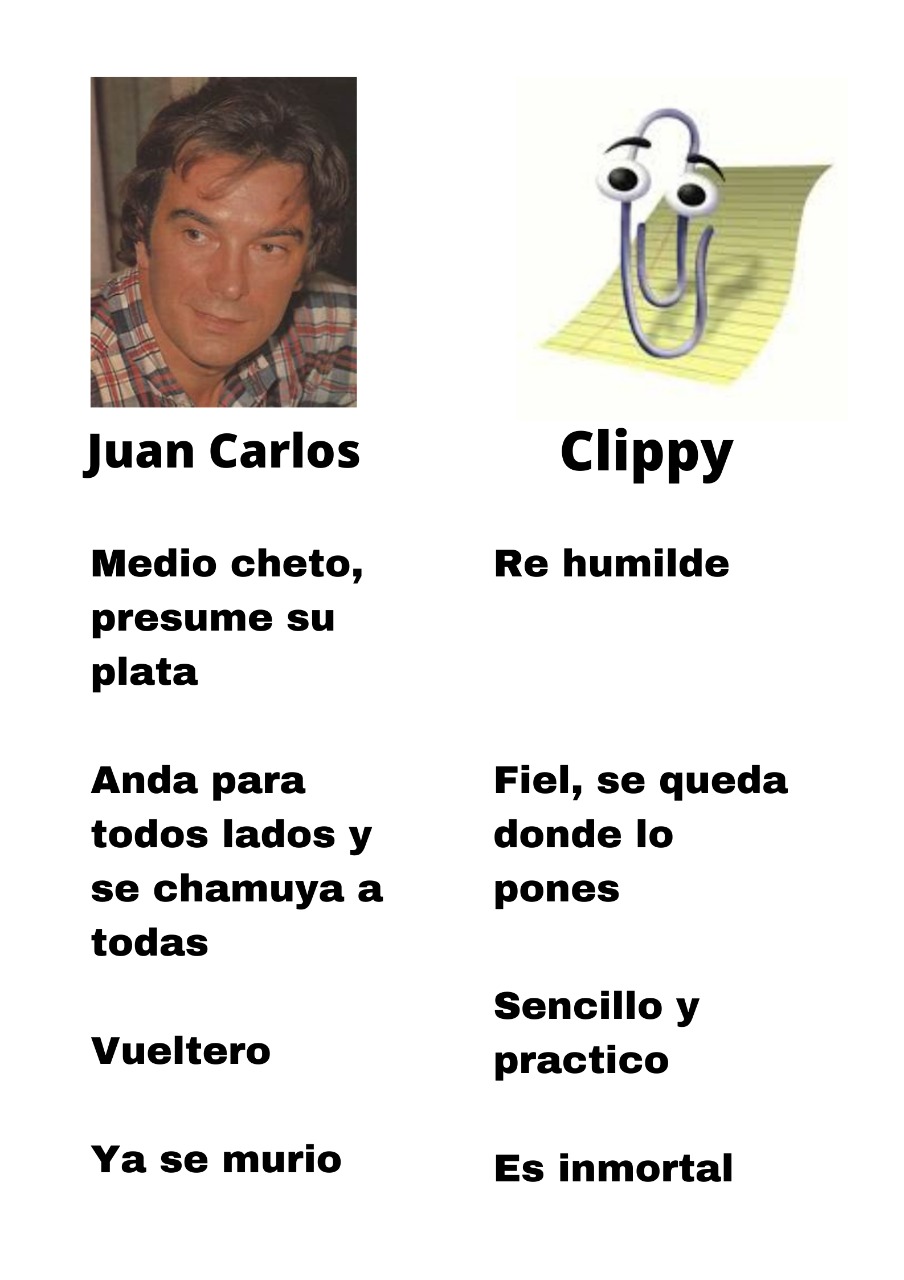 Juan Carlos
Medio cheto,
presume su
plata
Anda para
todos lados y
se chamuya a
todas
Vueltero
Ya se murio
Clippy
Re humilde
Fiel, se queda
donde lo
pones
Sencillo y
practico
Es inmortal